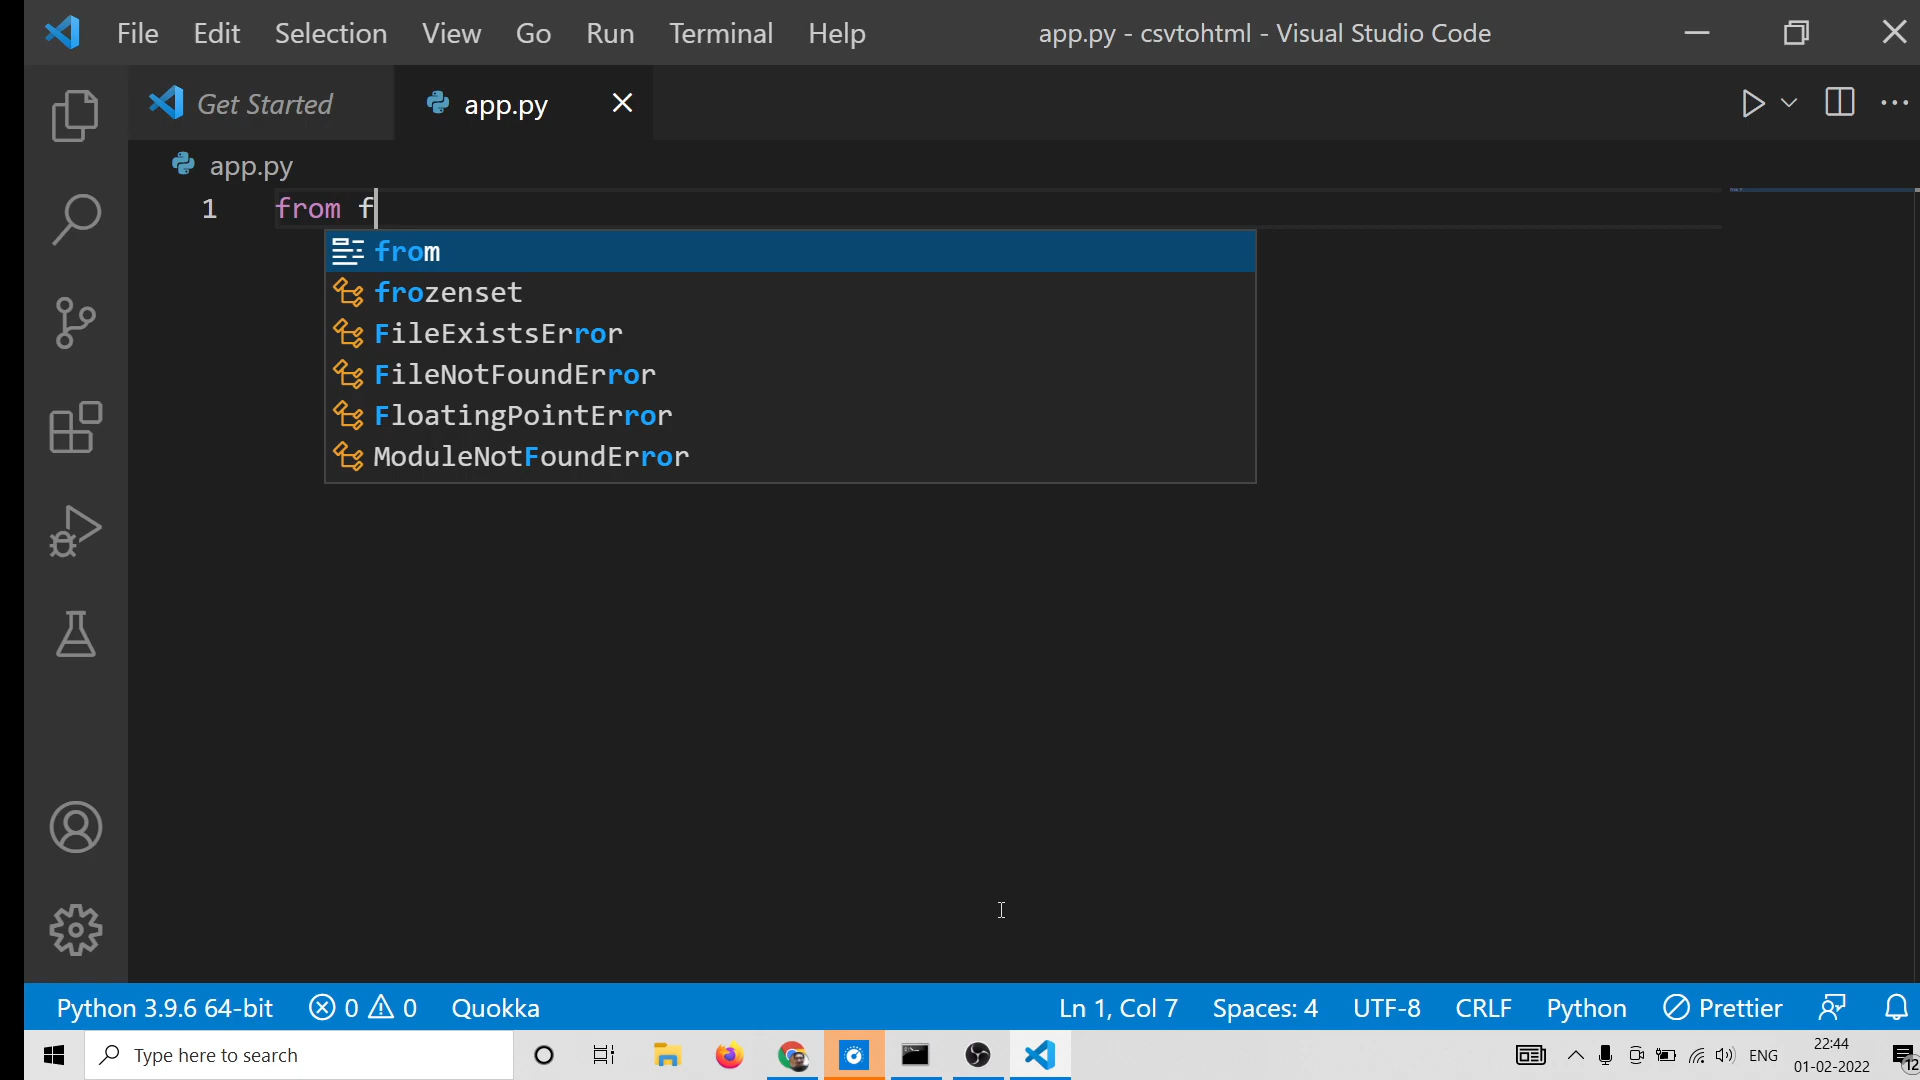 File Edit Selection View Go Run Terminal Help app.py - csvtohtml - Visual Studio Code
Get Started app.py
app.py
1 from f
from
frozenset
FileExistsError
FileNotFoundError
FloatingPointError
ModuleNotFoundError
Python 3.9.6 64-bit 0 0 Quokka Ln 1, Col 7 Spaces: 4 UTF-8 CRLF Python Prettier
Type here to search ENG 22:44
01-02-2022 12